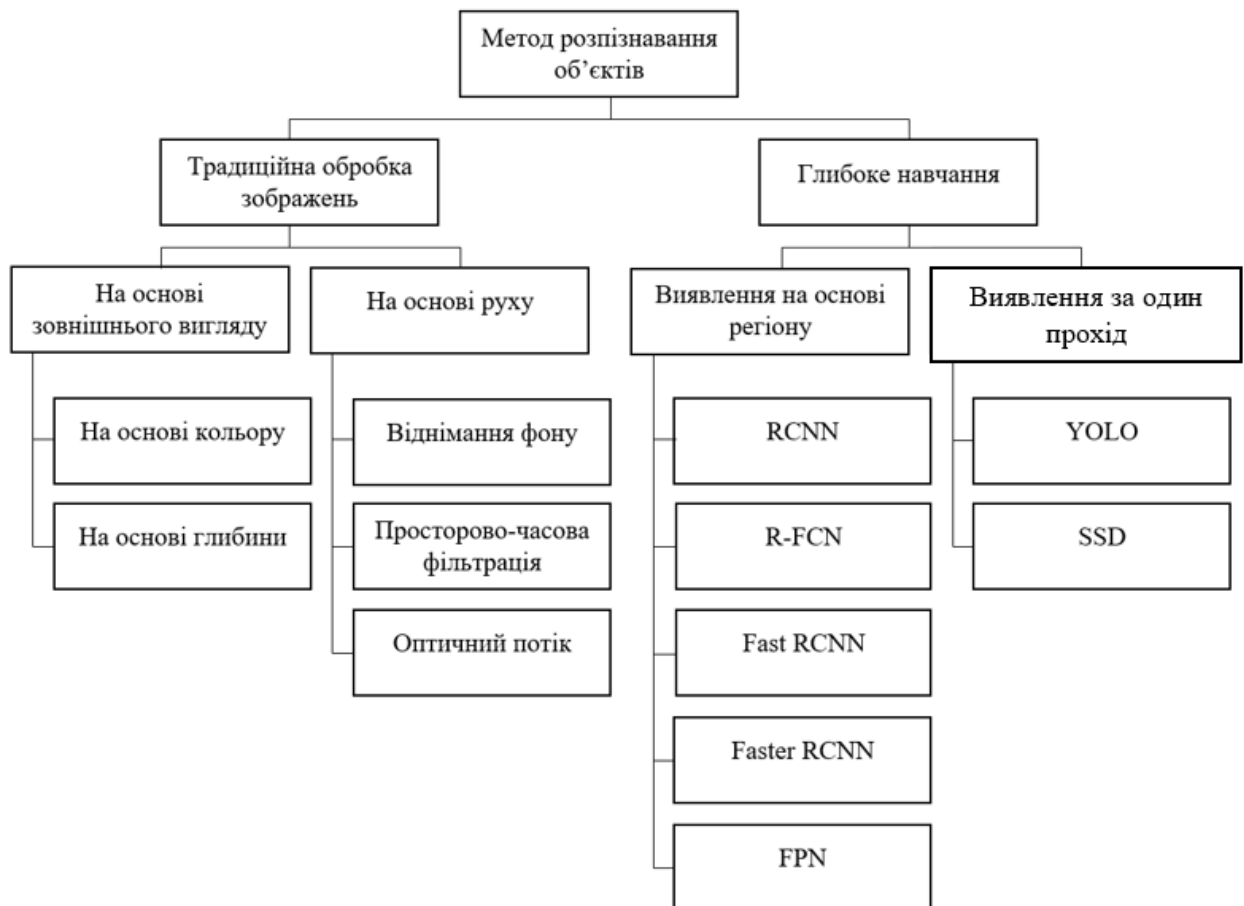 Метод розпізнавання
об’єктів
Традиційна обробка
зображень
Глибоке навчання
На основі
зовнішнього вигляду
На основі руху
Виявлення на основі
регіону
Виявлення за один
прохід
На основі кольору
На основі глибини
Віднімання фону
Просторово-часова
фільтрація
Оптичний потік
RCNN
R-FCN
Fast RCNN
Faster RCNN
FPN
YOLO
SSD